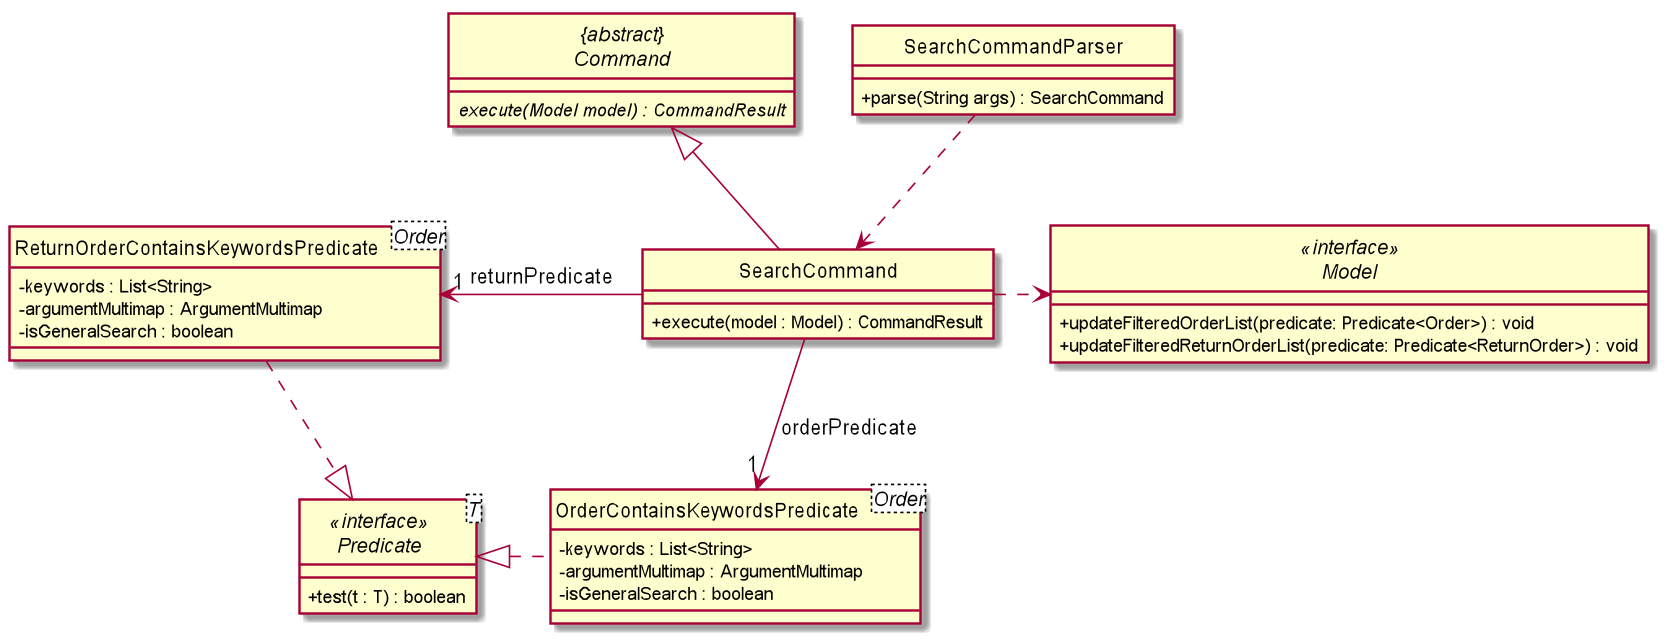 {abstract}
Command
execute(Model model) : CommandResult
SearchCommandParser
+parse(String args) : SearchCommand
ReturnOrderContainsKeywordsPredicate
Order
-keywords : List<String>
-argumentMultimap : ArgumentMultimap
-isGeneralSearch : boolean
1
returnPredicate
SearchCommand
+execute(model : Model) : CommandResult
«interface»
Model
+updateFilteredOrderList(predicate: Predicate<Order>) : void
+updateFilteredReturnOrderList(predicate: Predicate<ReturnOrder>) : void
orderPredicate
1
«interface»
Predicate
T
+test(t : T) : boolean
OrderContainsKeywordsPredicate
Order
-keywords : List<String>
-argumentMultimap : ArgumentMultimap
-isGeneralSearch : boolean